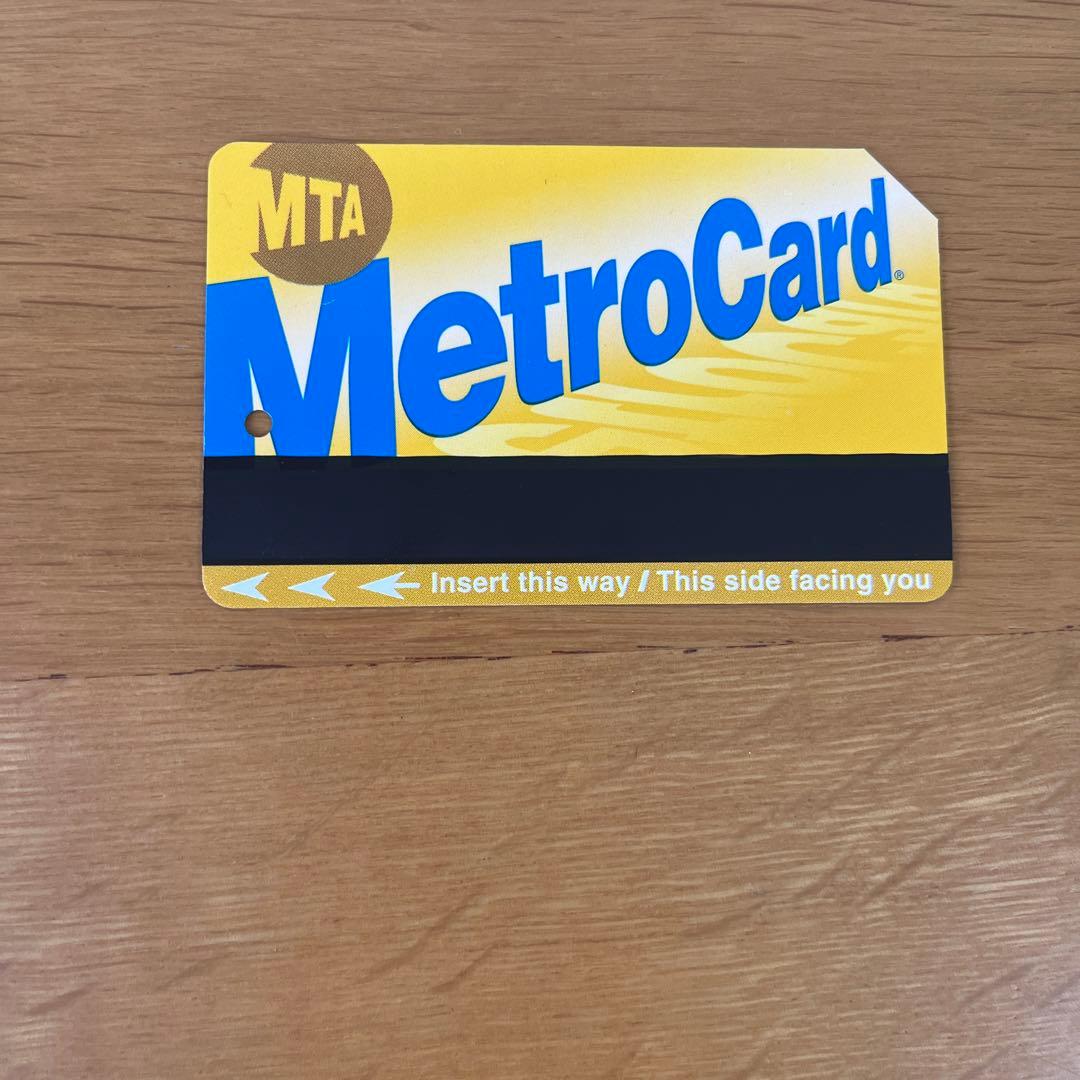 MTA
MetroCard®
Insert this way / This side facing you